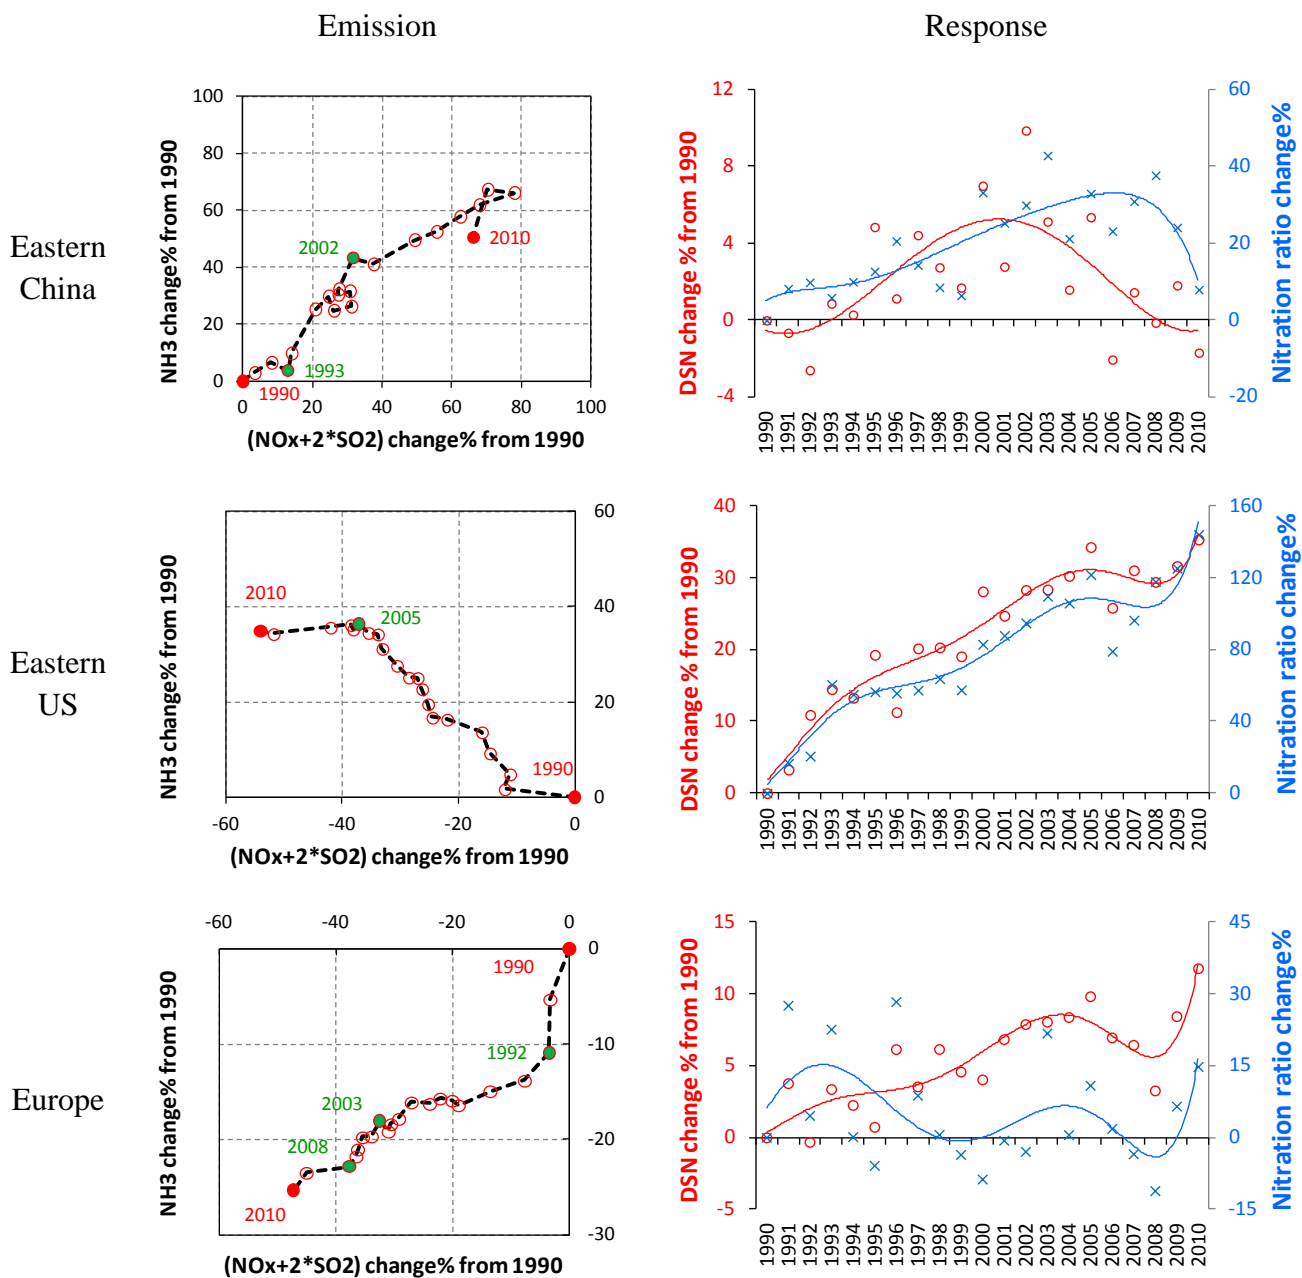 Emission
Response
Eastern
China
NH3 change% from 1990
100
80
60
40
20
0
2002
2010
1993
1990
0 20 40 60 80 100
(NOx+2*SO2) change% from 1990
DSN change % from 1990
12
8
4
0
-4
60
40
20
0
-20
Nitration ratio change%
1990 1991 1992 1993 1994 1995 1996 1997 1998 1999 2000 2001 2002 2003 2004 2005 2006 2007 2008 2009 2010
Eastern
US
NH3 change% from 1990
60
40
20
0
2010
2005
1990
-60 -40 -20 0
(NOx+2*SO2) change% from 1990
DSN change % from 1990
40
30
20
10
0
160
120
80
40
0
Nitration ratio change%
1990 1991 1992 1993 1994 1995 1996 1997 1998 1999 2000 2001 2002 2003 2004 2005 2006 2007 2008 2009 2010
Europe
-60 -40 -20 0
NH3 change% from 1990
0
-10
-20
-30
1990
1992
2003
2008
2010
(NOx+2*SO2) change% from 1990
DSN change % from 1990
15
10
5
0
-5
45
30
15
0
-15
Nitration ratio change%
1990 1991 1992 1993 1994 1995 1996 1997 1998 1999 2000 2001 2002 2003 2004 2005 2006 2007 2008 2009 2010